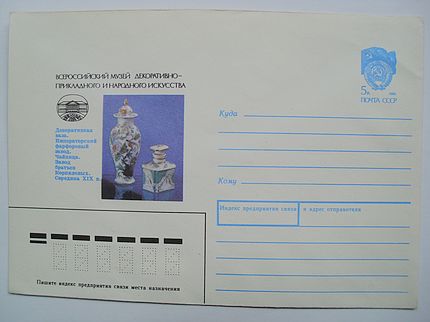 ВСЕРОССИЙСКИЙ МУЗЕЙ ДЕКОРАТИВНО-
ПРИКЛАДНОГО И НАРОДНОГО ИСКУССТВА
Декоративная
ваза.
Императорский
фарфоровый
завод.
Чайница.
Завод
братьев
Корниловых.
Середина XIX в.
5к
ПОЧТА СССР
Куда
Кому
Индекс предприятия связи и адрес отправителя
Пишите индекс предприятия связи места назначения